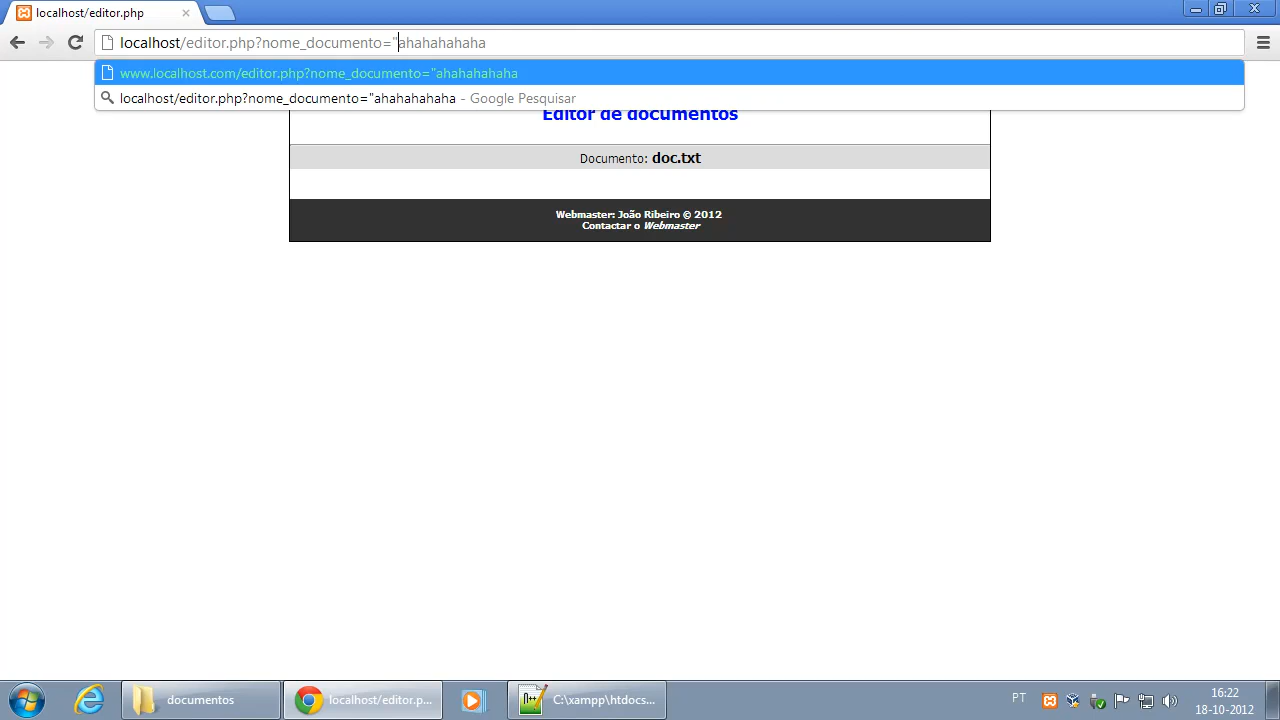 localhost/editor.php
localhost/editor.php?nome_documento="ahahahahaha
www.localhost.com/editor.php?nome_documento="ahahahahaha
localhost/editor.php?nome_documento="ahahahahaha - Google Pesquisar
Editor de documentos
Documento: doc.txt
Webmaster: João Ribeiro © 2012
Contactar o Webmaster
documentos
localhost/editor.p...
C:\xampp\htdocs...
PT
16:22
18-10-2012